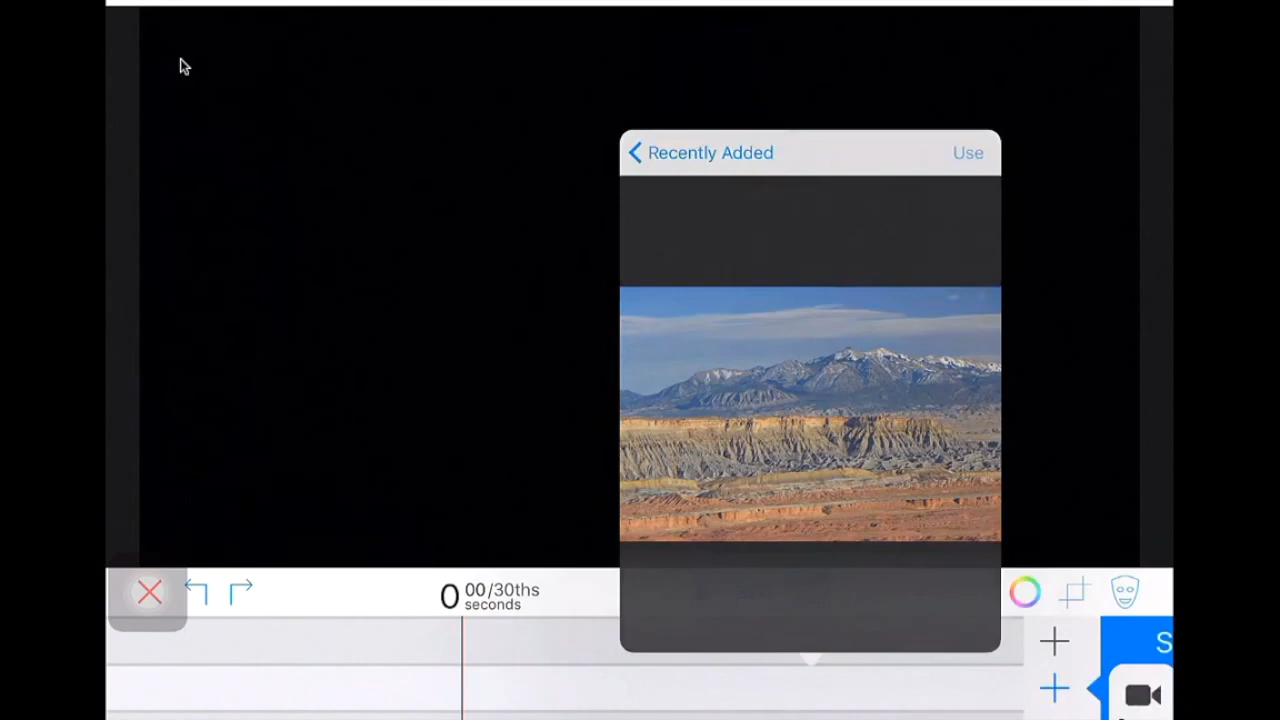 Recently Added
Use
0 00/30ths
seconds
S